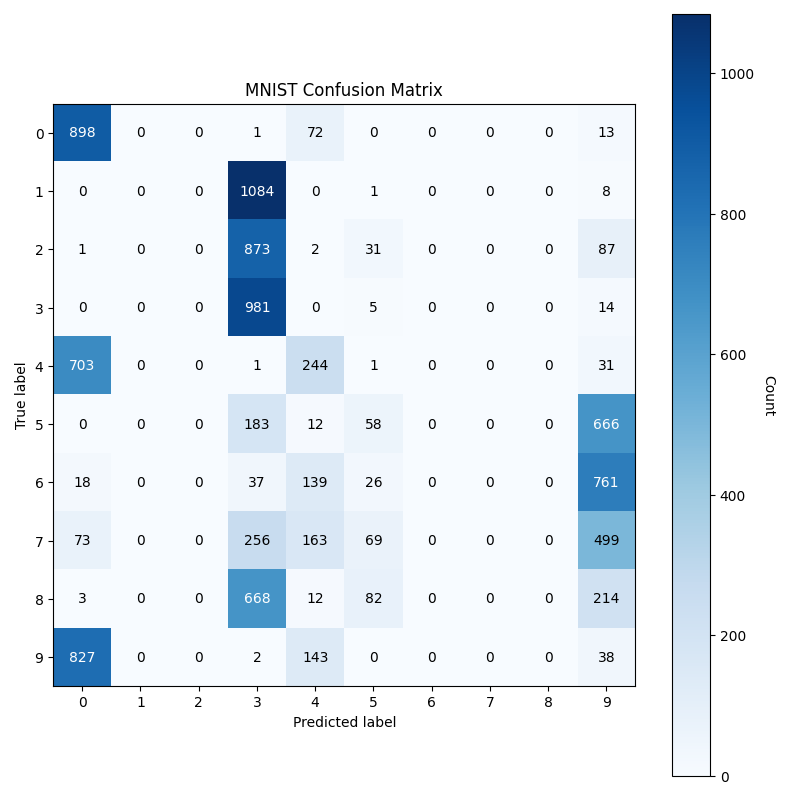 MNIST Confusion Matrix
0 898 0 0 1 72 0 0 0 0 13
1 0 0 0 1084 0 1 0 0 0 8
2 1 0 0 873 2 31 0 0 0 87
3 0 0 0 981 0 5 0 0 0 14
4 703 0 0 1 244 1 0 0 0 31
5 0 0 0 183 12 58 0 0 0 666
6 18 0 0 37 139 26 0 0 0 761
7 73 0 0 256 163 69 0 0 0 499
8 3 0 0 668 12 82 0 0 0 214
9 827 0 0 2 143 0 0 0 0 38
0 1 2 3 4 5 6 7 8 9
Predicted label
True label
1000
800
600
400
200
0
Count